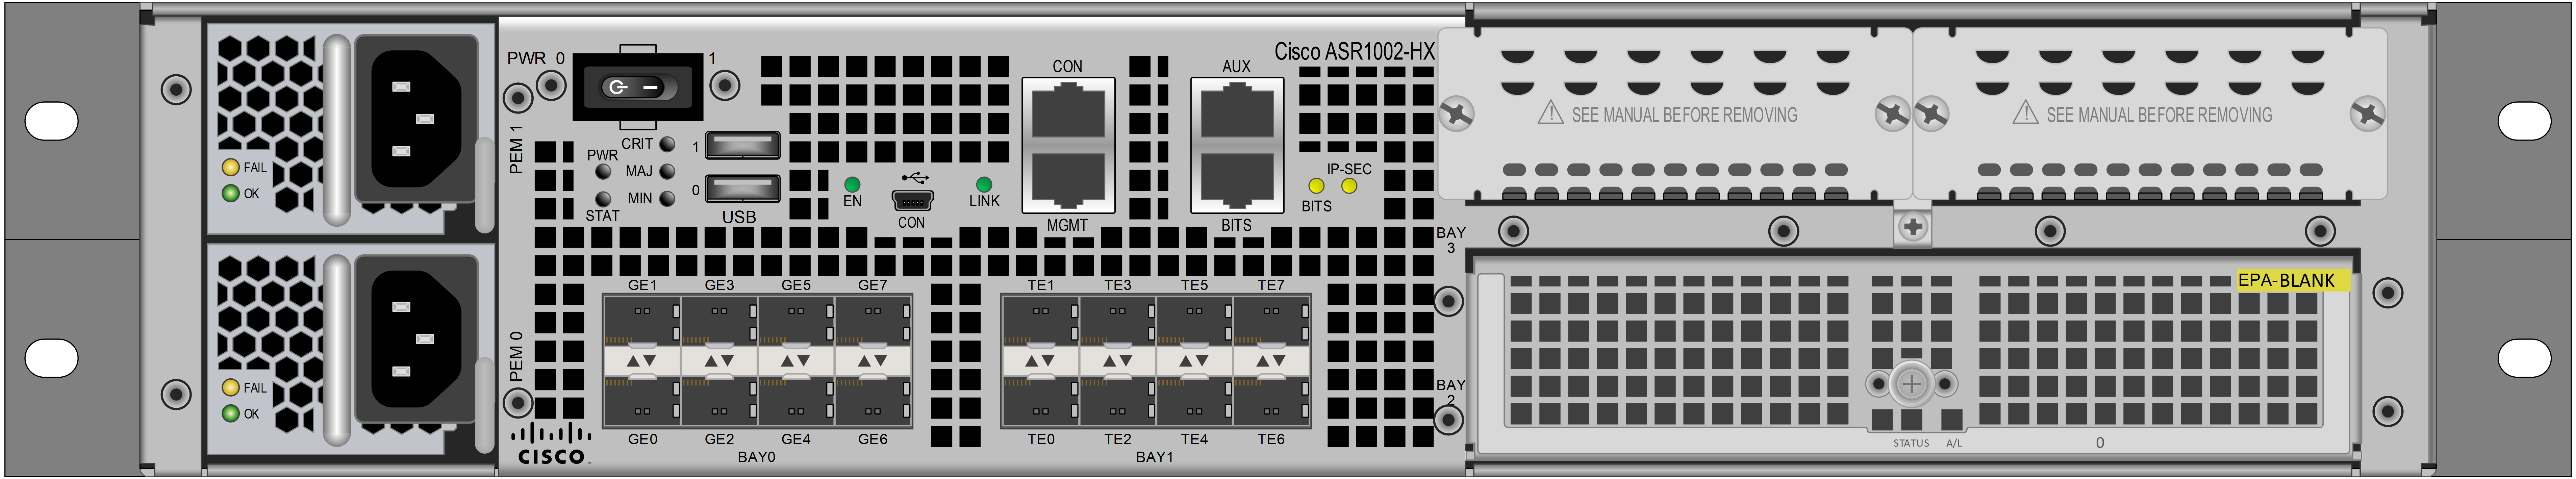 FAIL
OK
FAIL
OK
PEM 1
PEM 0
PWR 0
1
CRIT
PWR
MAJ
MIN
STAT
1
0
USB
EN
CON
LINK
CON
MGMT
Cisco ASR1002-HX
AUX
BITS
IP-SEC
BITS
GE1 GE3 GE5 GE7
GE0 GE2 GE4 GE6
BAY0
TE1 TE3 TE5 TE7
TE0 TE2 TE4 TE6
BAY1
CISCO
BAY
3
BAY
2
SEE MANUAL BEFORE REMOVING
SEE MANUAL BEFORE REMOVING
EPA-BLANK
STATUS A/L 0